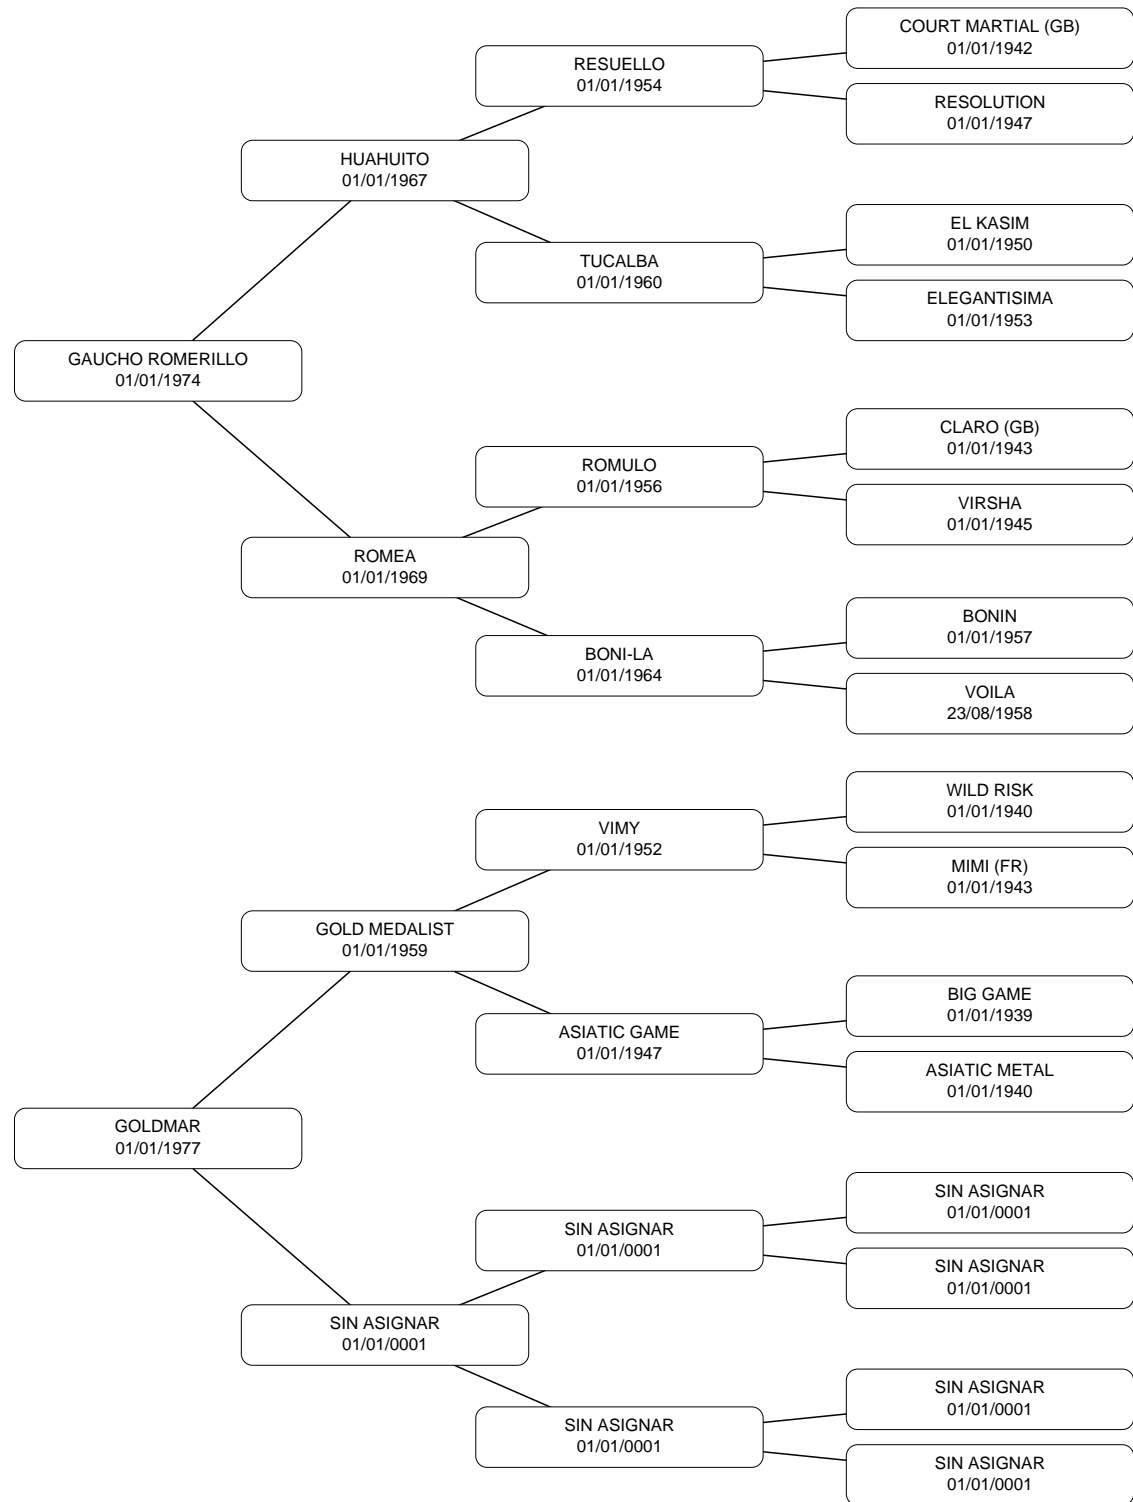 COURT MARTIAL (GB)
01/01/1942
RESUELLO
01/01/1954
RESOLUTION
01/01/1947
HUAHUITO
01/01/1967
EL KASIM
01/01/1950
TUCALBA
01/01/1960
ELEGANTISIMA
01/01/1953
GAUCHO ROMERILLO
01/01/1974
CLARO (GB)
01/01/1943
ROMULO
01/01/1956
VIRSHA
01/01/1945
ROMEA
01/01/1969
BONIN
01/01/1957
BONI-LA
01/01/1964
VOILA
23/08/1958
WILD RISK
01/01/1940
VIMY
01/01/1952
MIMI (FR)
01/01/1943
GOLD MEDALIST
01/01/1959
BIG GAME
01/01/1939
ASIATIC GAME
01/01/1947
ASIATIC METAL
01/01/1940
GOLDMAR
01/01/1977
SIN ASIGNAR
01/01/0001
SIN ASIGNAR
01/01/0001
SIN ASIGNAR
01/01/0001
SIN ASIGNAR
01/01/0001
SIN ASIGNAR
01/01/0001
SIN ASIGNAR
01/01/0001
SIN ASIGNAR
01/01/0001